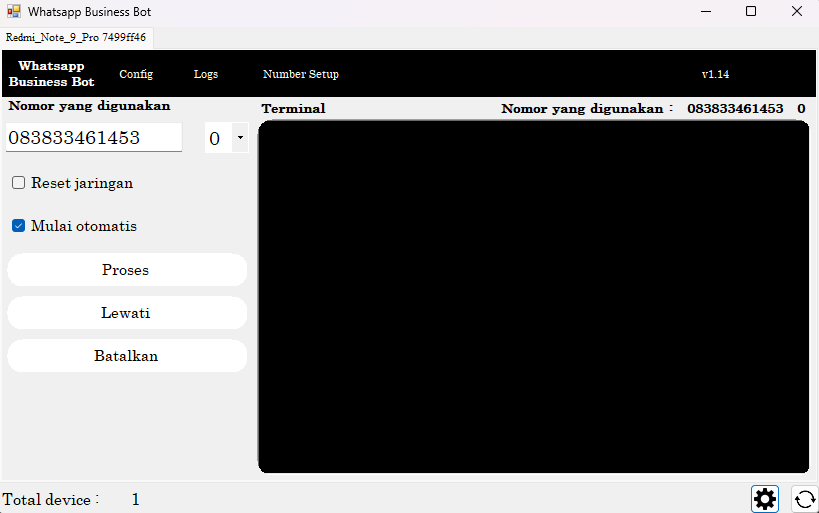 Whatsapp Business Bot
Redmi_Note_9_Pro 7499ff46
Whatsapp
Business Bot
Config
Logs
Number Setup
v1.14
Nomor yang digunakan
083833461453
0
Reset jaringan
Mulai otomatis
Proses
Lewati
Batalkan
Terminal
Nomor yang digunakan : 083833461453 0
Total device : 1